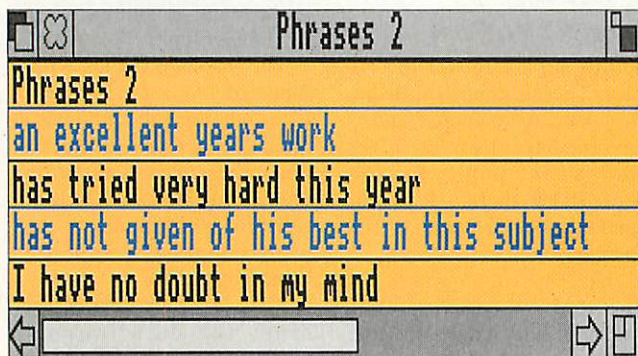 Phrases 2
Phrases 2
an excellent years work
has tried very hard this year
has not given of his best in this subject
I have no doubt in my mind